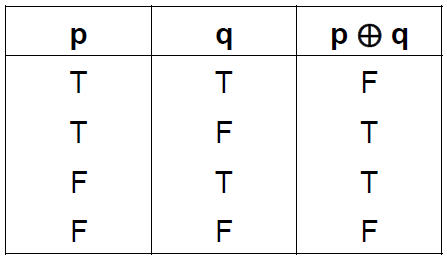 p q p ⊕ q
T T F
T F T
F T T
F F F